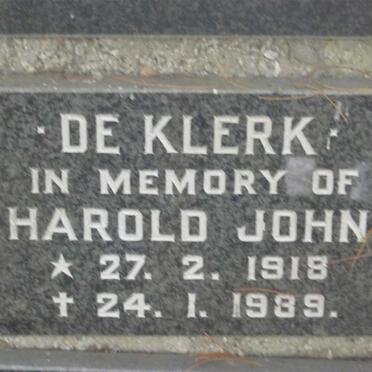 · DE KLERK ·
IN MEMORY OF
HAROLD JOHN
★ 27. 2. 1918
✝ 24. 1. 1989.